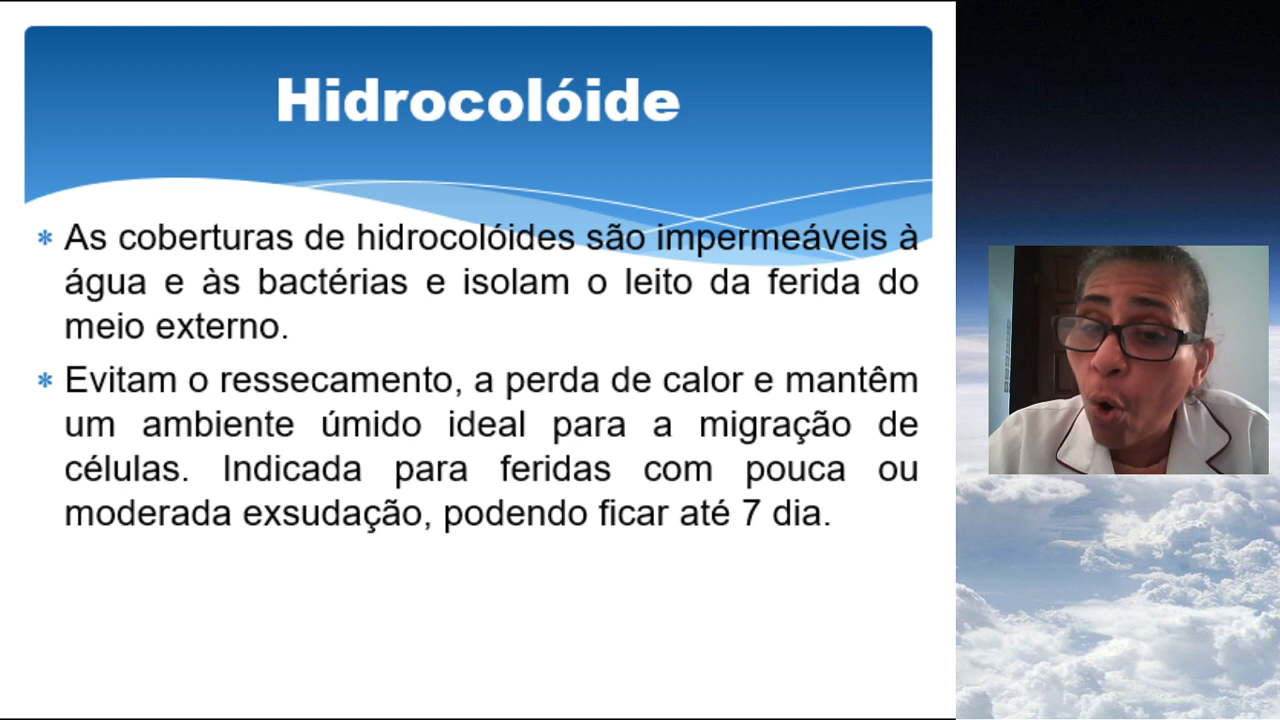 Hidrocolóide
* As coberturas de hidrocolóides são impermeáveis à
água e às bactérias e isolam o leito da ferida do
meio externo.
* Evitam o ressecamento, a perda de calor e mantêm
um ambiente úmido ideal para a migração de
células. Indicada para feridas com pouca ou
moderada exsudação, podendo ficar até 7 dia.